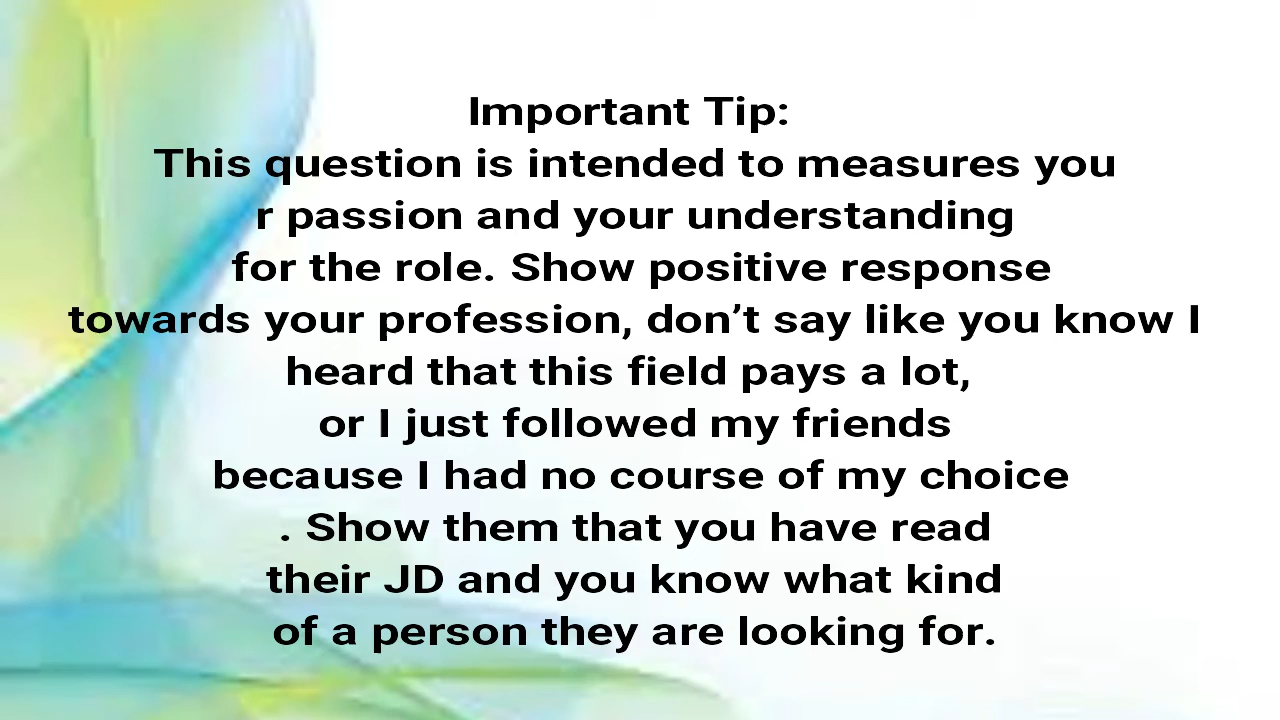 Important Tip:
This question is intended to measures you
r passion and your understanding
for the role. Show positive response
towards your profession, don’t say like you know I
heard that this field pays a lot,
or I just followed my friends
because I had no course of my choice
. Show them that you have read
their JD and you know what kind
of a person they are looking for.